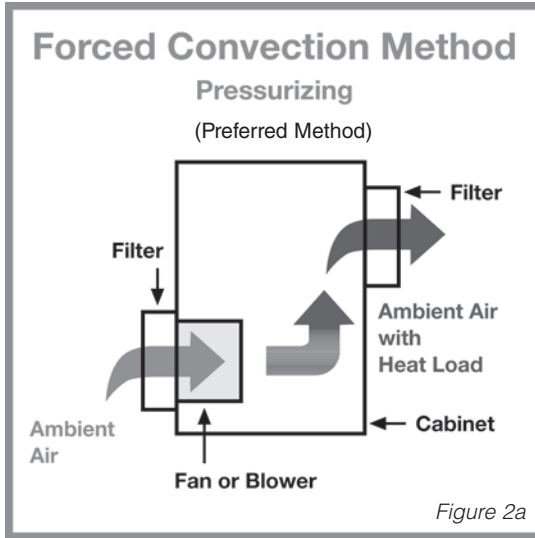 Forced Convection Method
Pressurizing
(Preferred Method)
Filter
Filter
Ambient Air
with
Heat Load
Ambient
Air
Cabinet
Fan or Blower
Figure 2a